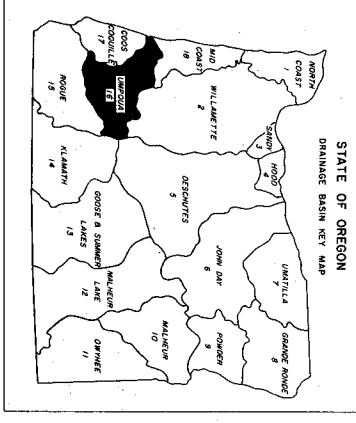 STATE OF OREGON
DRAINAGE BASIN KEY MAP
NORTH
COAST
1
WILLAMETTE
2
SANDY
3
HOOD
4
DESCHUTES
5
JOHN DAY
6
UMATILLA
7
GRANDE RONDE
8
POWDER
9
MALHEUR
10
OWYHEE
11
MALHEUR
LAKE
12
GOOSE & SUMMER
LAKES
13
KLAMATH
14
ROGUE
15
UMPQUA
16
COOS
COQUILLE
17
MID
COAST
18